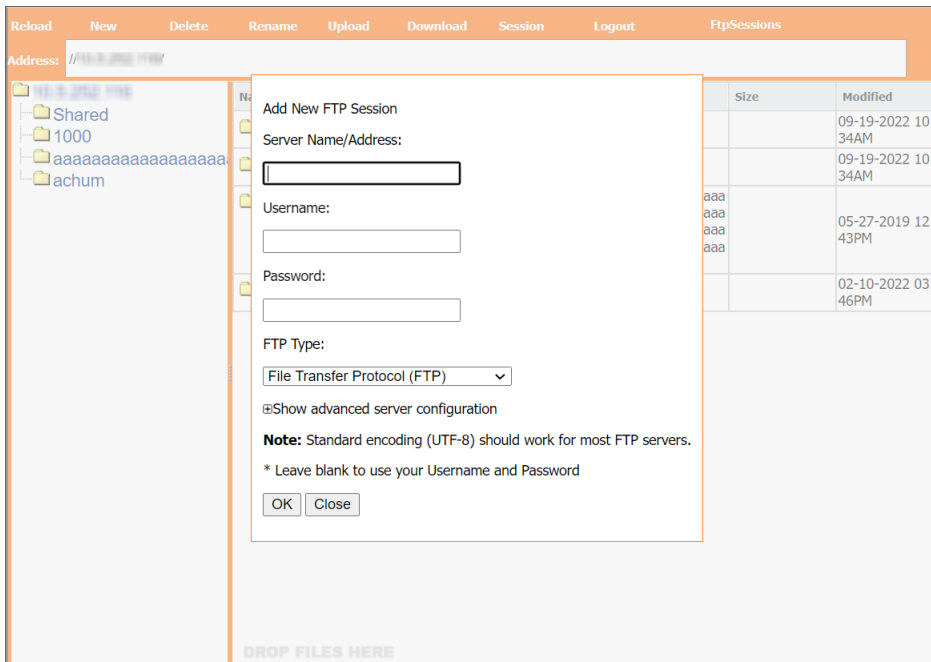 Reload New Delete Rename Upload Download Session Logout FtpSessions
Address: //
Shared
1000
achum
Size Modified
09-19-2022 10
34AM
09-19-2022 10
34AM
aaa
aaa
aaa
aaa
05-27-2019 12
43PM
02-10-2022 03
46PM
Add New FTP Session
Server Name/Address:
Username:
Password:
FTP Type:
File Transfer Protocol (FTP)
Show advanced server configuration
Note: Standard encoding (UTF-8) should work for most FTP servers.
* Leave blank to use your Username and Password
OK Close
DROP FILES HERE